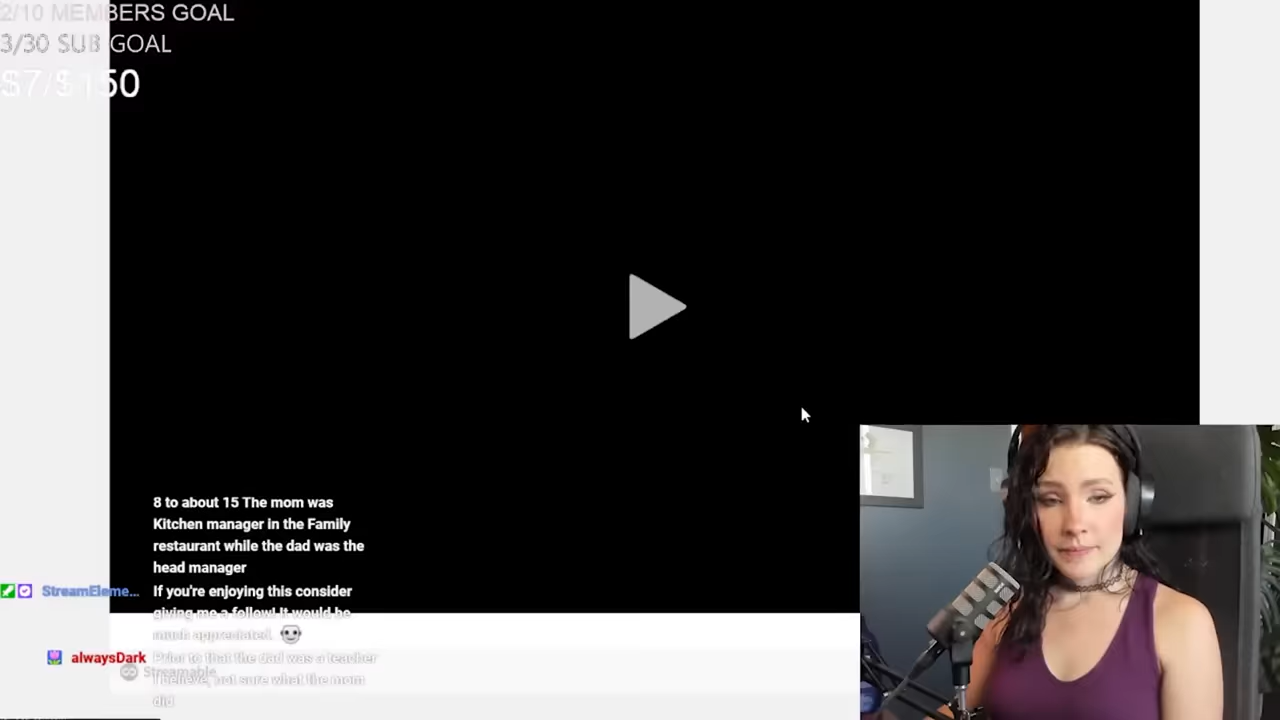 2/10 MEMBERS GOAL
3/30 SUB GOAL
$7/$150
8 to about 15 The mom was
Kitchen manager in the Family
restaurant while the dad was the
head manager
StreamEleme... If you're enjoying this consider
giving me a follow! It would be
much appreciated.
alwaysDark Prior to that the dad was a teacher
I believe, not sure what the mom
did
Streamable